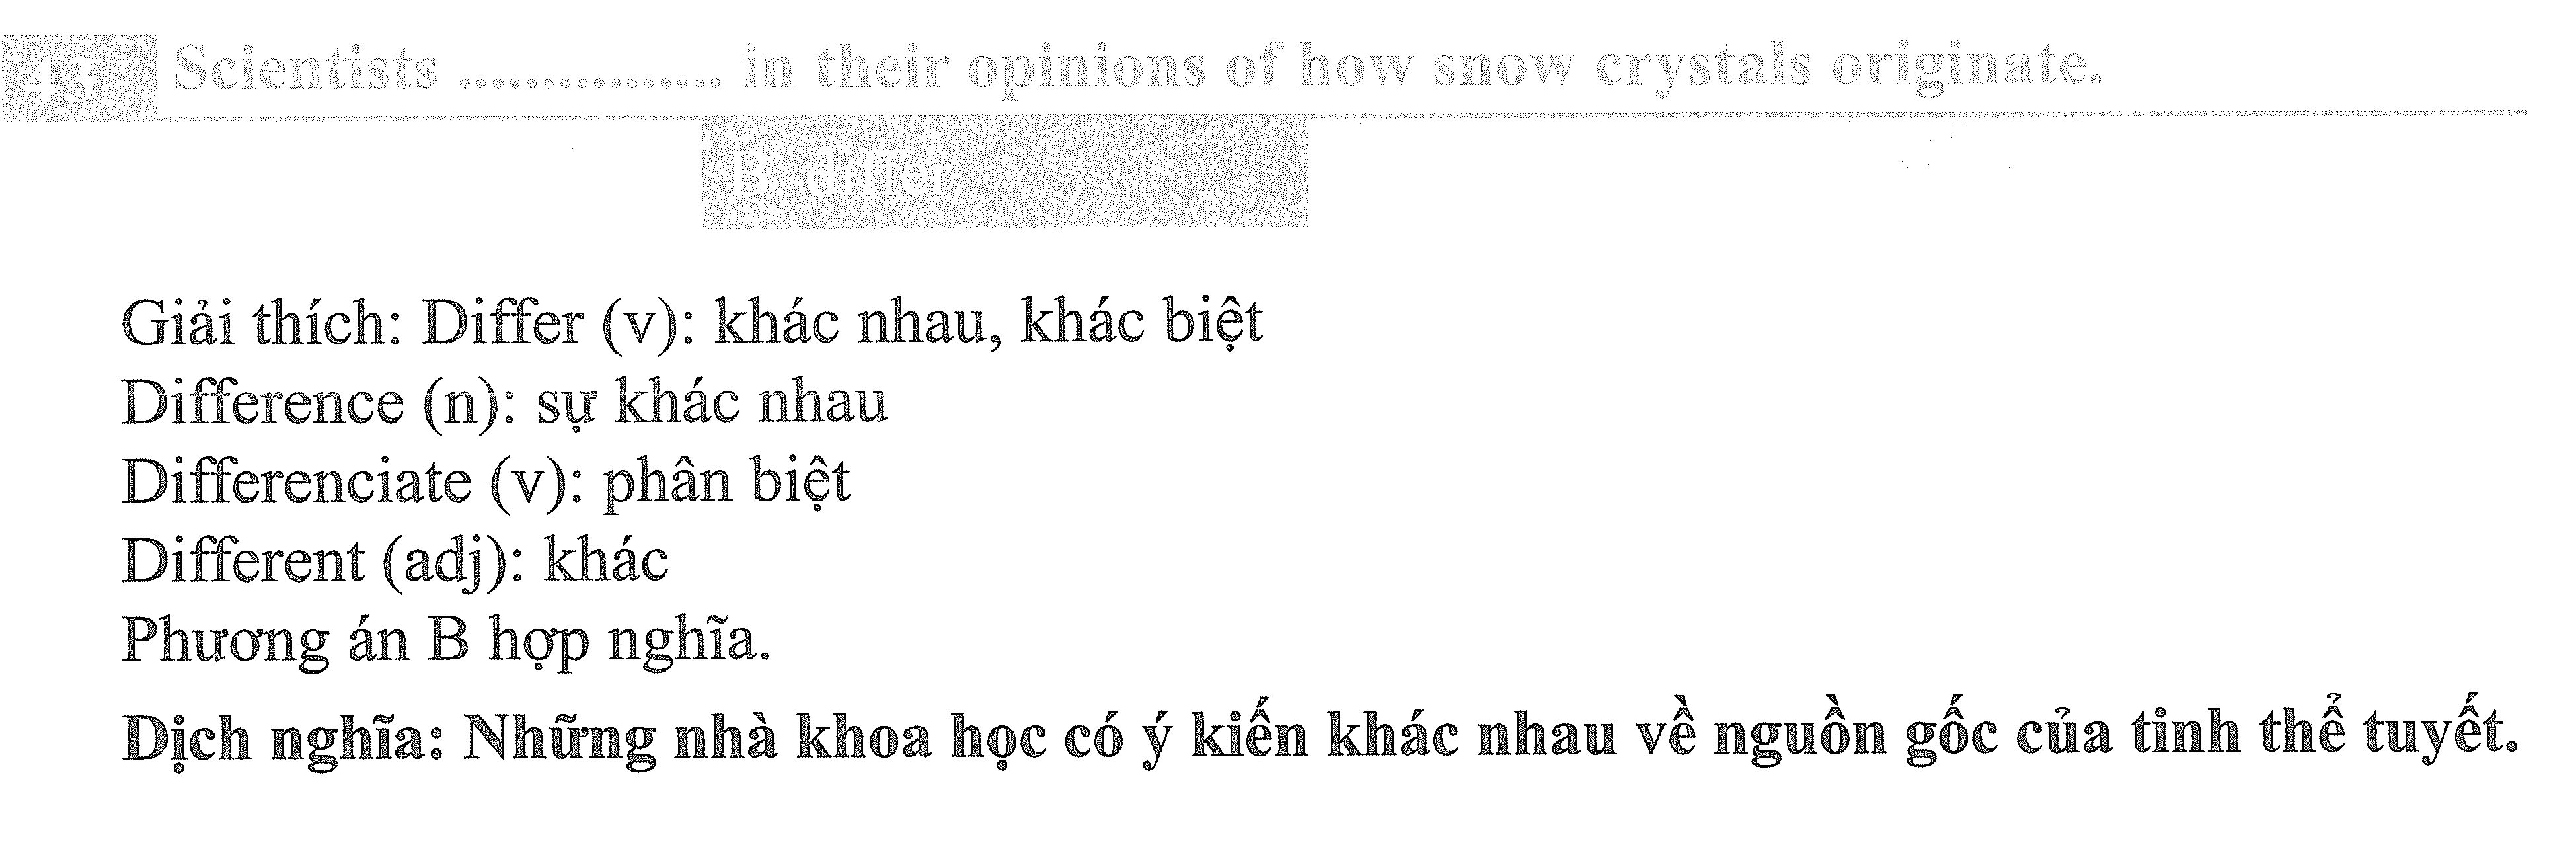 43 Scientists ................ in their opinions of how snow crystals originate.
B. differ
Giải thích: Differ (v): khác nhau, khác biệt
Difference (n): sự khác nhau
Differenciate (v): phân biệt
Different (adj): khác
Phương án B hợp nghĩa.
Dịch nghĩa: Những nhà khoa học có ý kiến khác nhau về nguồn gốc của tinh thể tuyết.